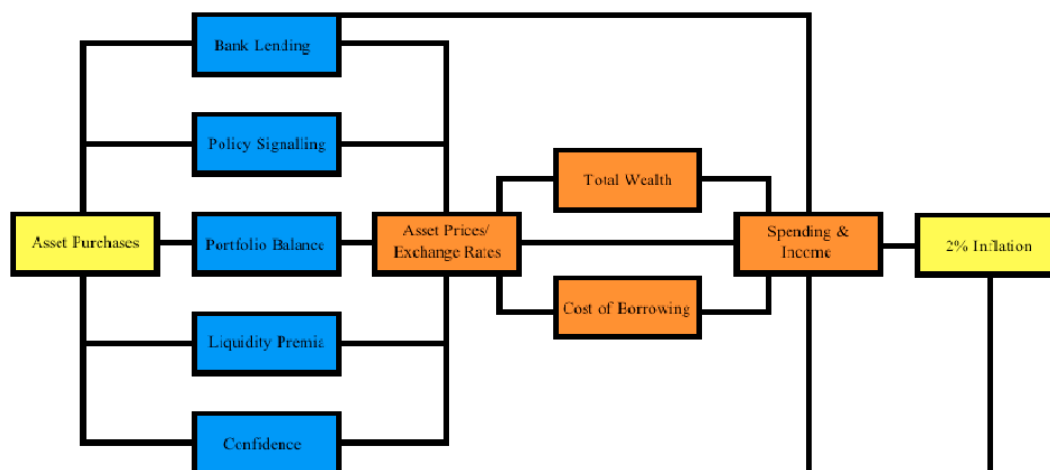 Bank Lending
Policy Signalling
Total Wealth
Asset Purchases
Portfolio Balance
Asset Prices/
Exchange Rates
Spending &
Income
2% Inflation
Cost of Borrowing
Liquidity Premia
Confidence